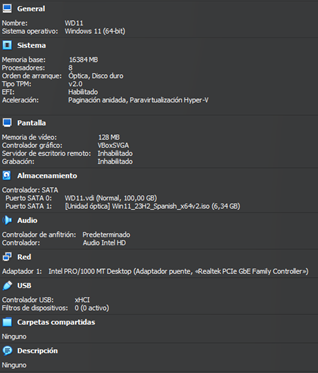 General
Nombre: WD11
Sistema operativo: Windows 11 (64-bit)
Sistema
Memoria base: 16384 MB
Procesadores: 8
Orden de arranque: Óptica, Disco duro
Tipo TPM: v2.0
EFI: Habilitado
Aceleración: Paginación anidada, Paravirtualización Hyper-V
Pantalla
Memoria de vídeo: 128 MB
Controlador gráfico: VBoxSVGA
Servidor de escritorio remoto: Inhabilitado
Grabación: Inhabilitado
Almacenamiento
Controlador: SATA
Puerto SATA 0: WD11.vdi (Normal, 100,00 GB)
Puerto SATA 1: [Unidad óptica] Win11_23H2_Spanish_x64v2.iso (6,34 GB)
Audio
Controlador de anfitrión: Predeterminado
Controlador: Audio Intel HD
Red
Adaptador 1: Intel PRO/1000 MT Desktop (Adaptador puente, «Realtek PCIe GbE Family Controller»)
USB
Controlador USB: xHCI
Filtros de dispositivos: 0 (0 activo)
Carpetas compartidas
Ninguno
Descripción
Ninguno